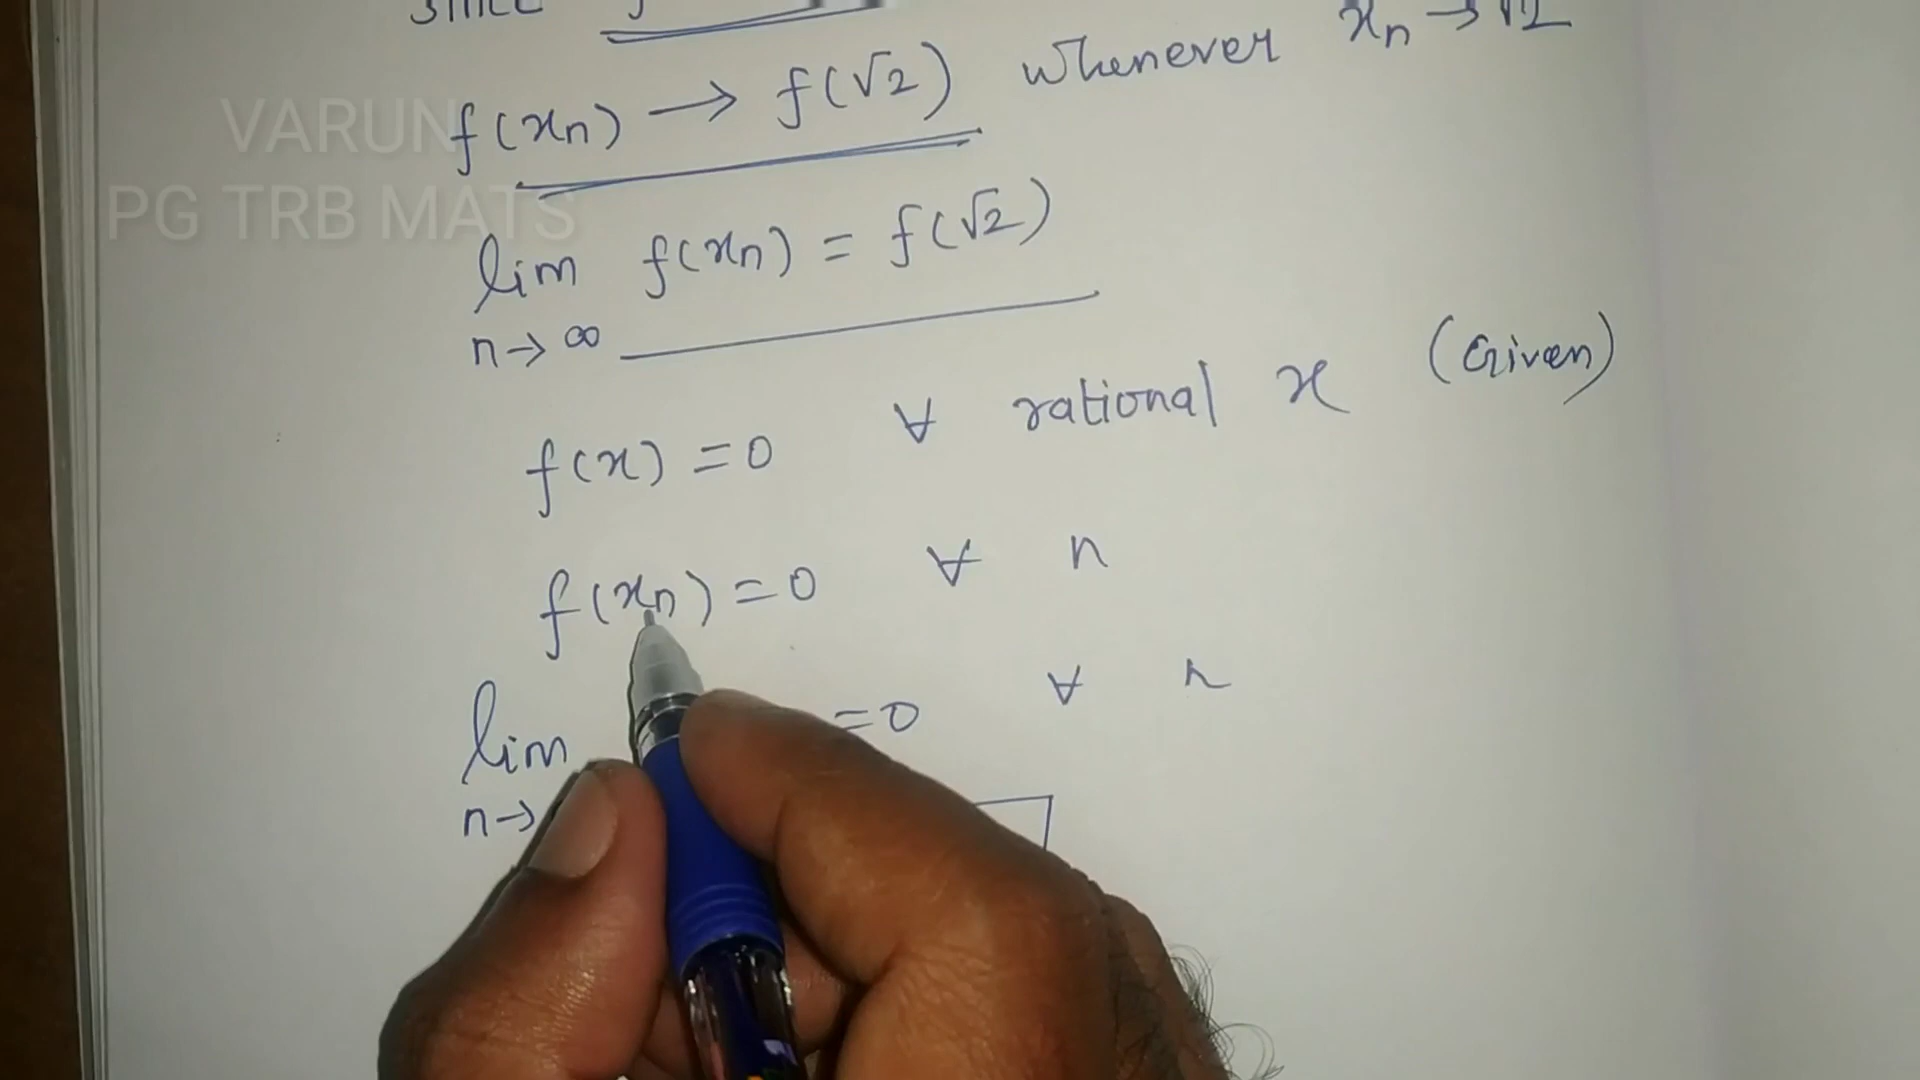 since f
f(xn) → f(√2) whenever xn → √2
VARUN
PG TRB MATS
lim f(xn) = f(√2)
n→∞
f(x) = 0 ∀ rational x (Given)
f(xn) = 0 ∀ n
lim =0 ∀ n
n→